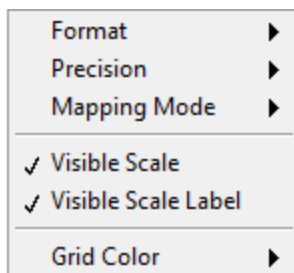 Format
Precision
Mapping Mode
Visible Scale
Visible Scale Label
Grid Color